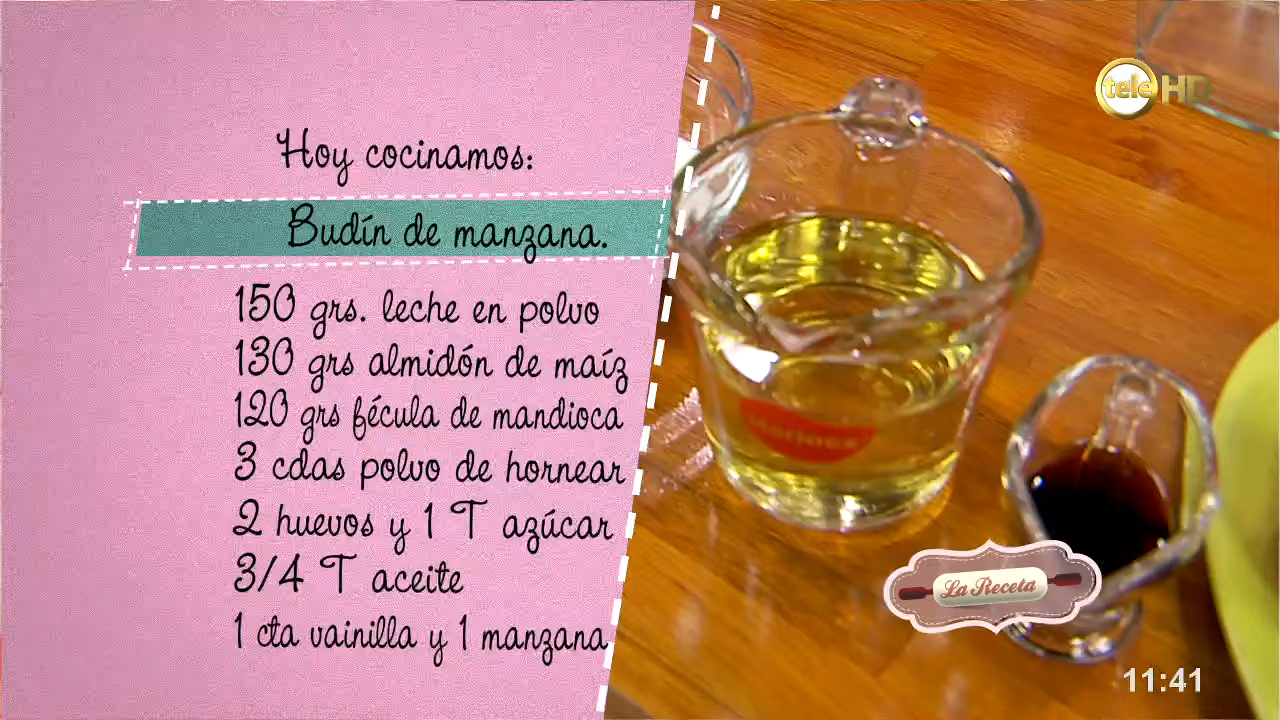 Hoy cocinamos:
Budín de manzana.
150 grs. leche en polvo
130 grs almidón de maíz
120 grs fécula de mandioca
3 cdas polvo de hornear
2 huevos y 1 T azúcar
3/4 T aceite
1 cta vainilla y 1 manzana
tele HD
Marinex
La Receta
11:41